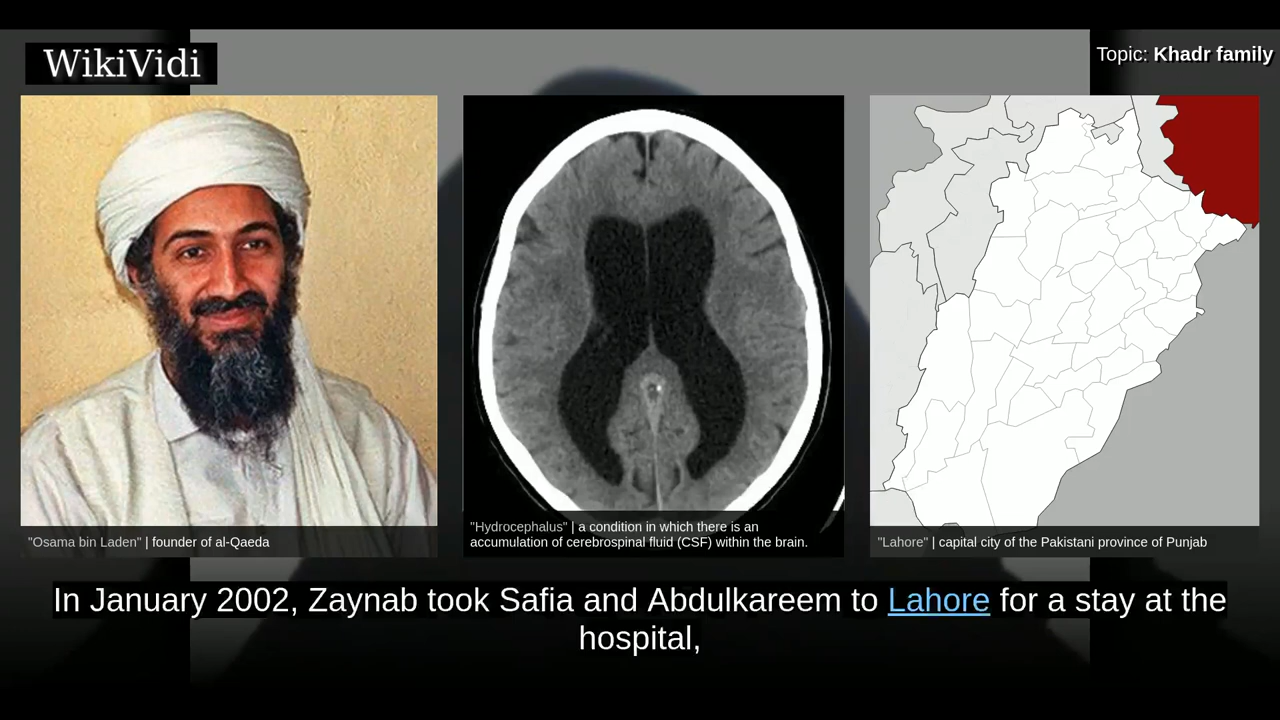 WikiVidi
Topic: Khadr family
"Osama bin Laden" | founder of al-Qaeda
"Hydrocephalus" | a condition in which there is an
accumulation of cerebrospinal fluid (CSF) within the brain.
"Lahore" | capital city of the Pakistani province of Punjab
In January 2002, Zaynab took Safia and Abdulkareem to Lahore for a stay at the
hospital,